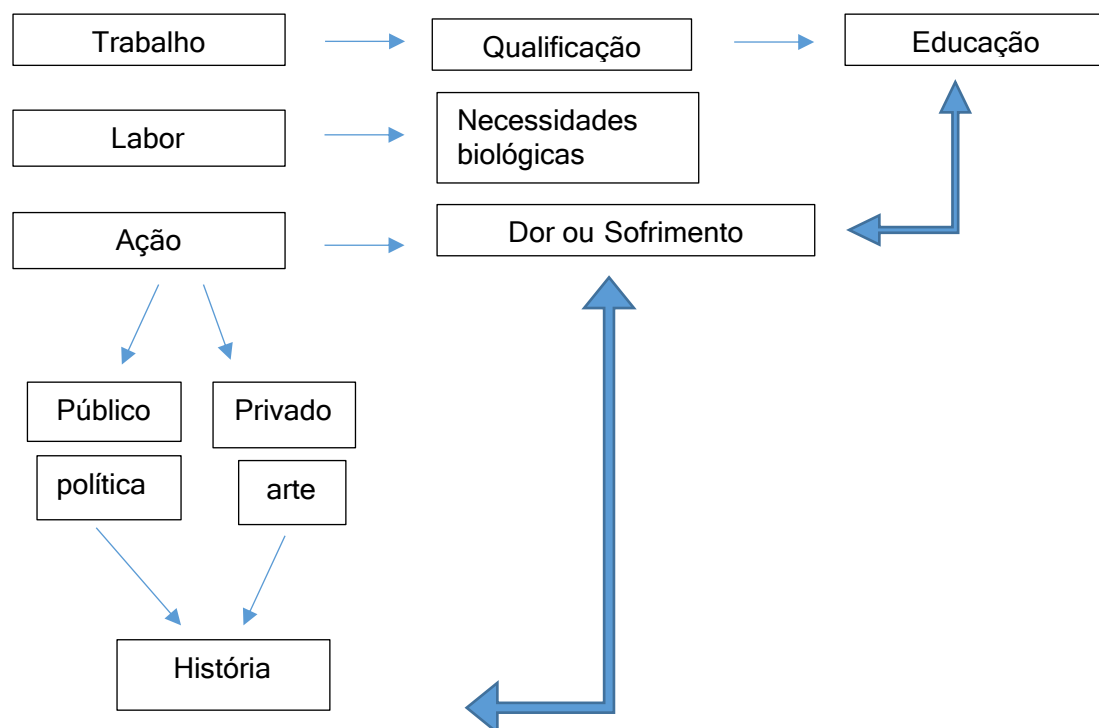 Trabalho
Qualificação
Educação
Labor
Necessidades
biológicas
Ação
Dor ou Sofrimento
Público
Privado
política
arte
História